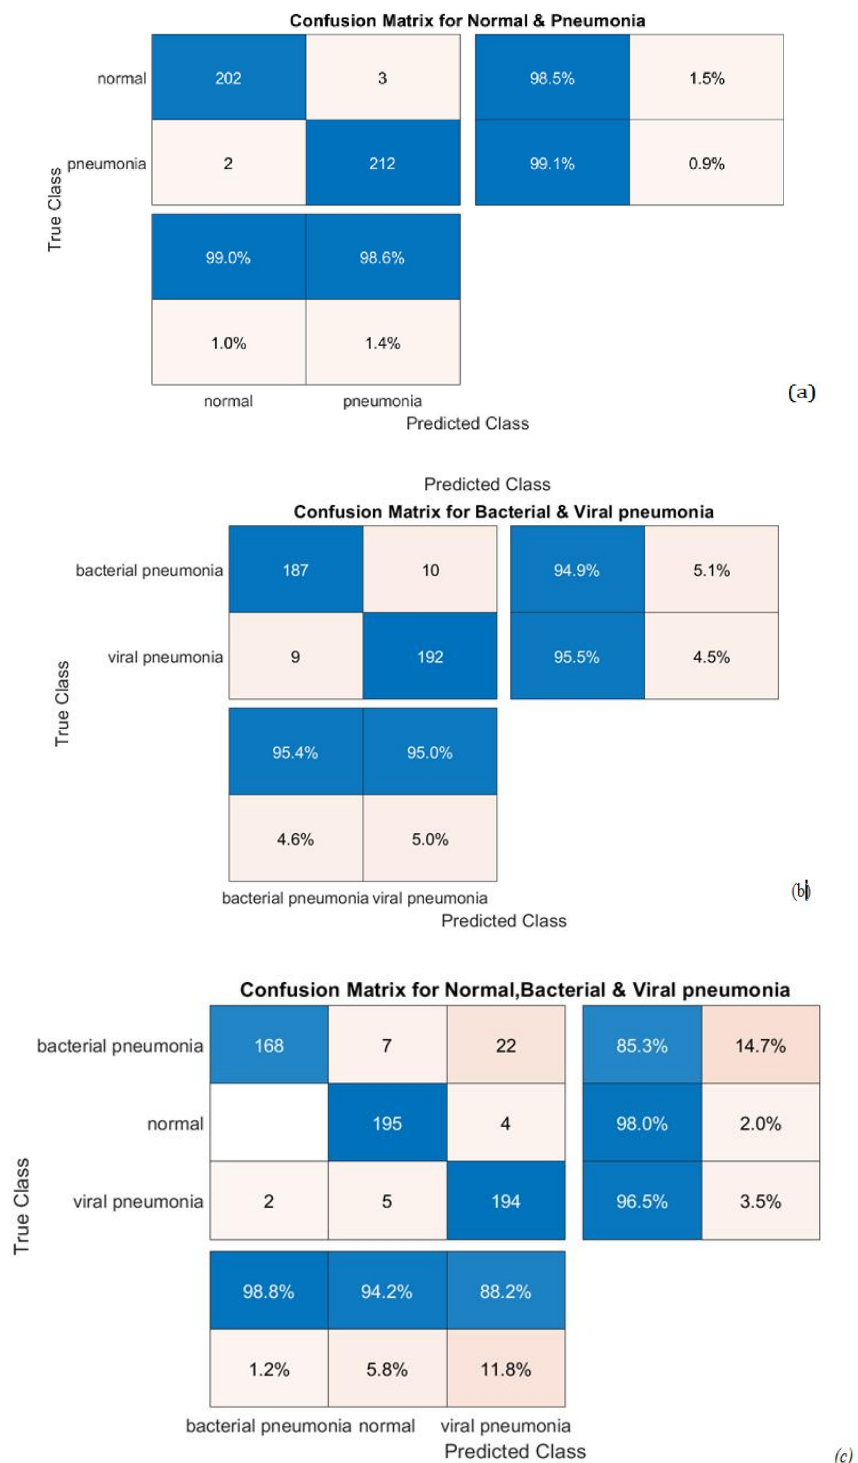 Confusion Matrix for Normal & Pneumonia
normal 202 3 98.5% 1.5%
pneumonia 2 212 99.1% 0.9%
True Class
99.0% 98.6%
1.0% 1.4%
normal pneumonia
Predicted Class
(a)
Predicted Class
Confusion Matrix for Bacterial & Viral pneumonia
bacterial pneumonia 187 10 94.9% 5.1%
viral pneumonia 9 192 95.5% 4.5%
True Class
95.4% 95.0%
4.6% 5.0%
bacterial pneumonia viral pneumonia
Predicted Class
(b)
Confusion Matrix for Normal,Bacterial & Viral pneumonia
bacterial pneumonia 168 7 22 85.3% 14.7%
normal 195 4 98.0% 2.0%
viral pneumonia 2 5 194 96.5% 3.5%
True Class
98.8% 94.2% 88.2%
1.2% 5.8% 11.8%
bacterial pneumonia normal viral pneumonia
Predicted Class
(c)